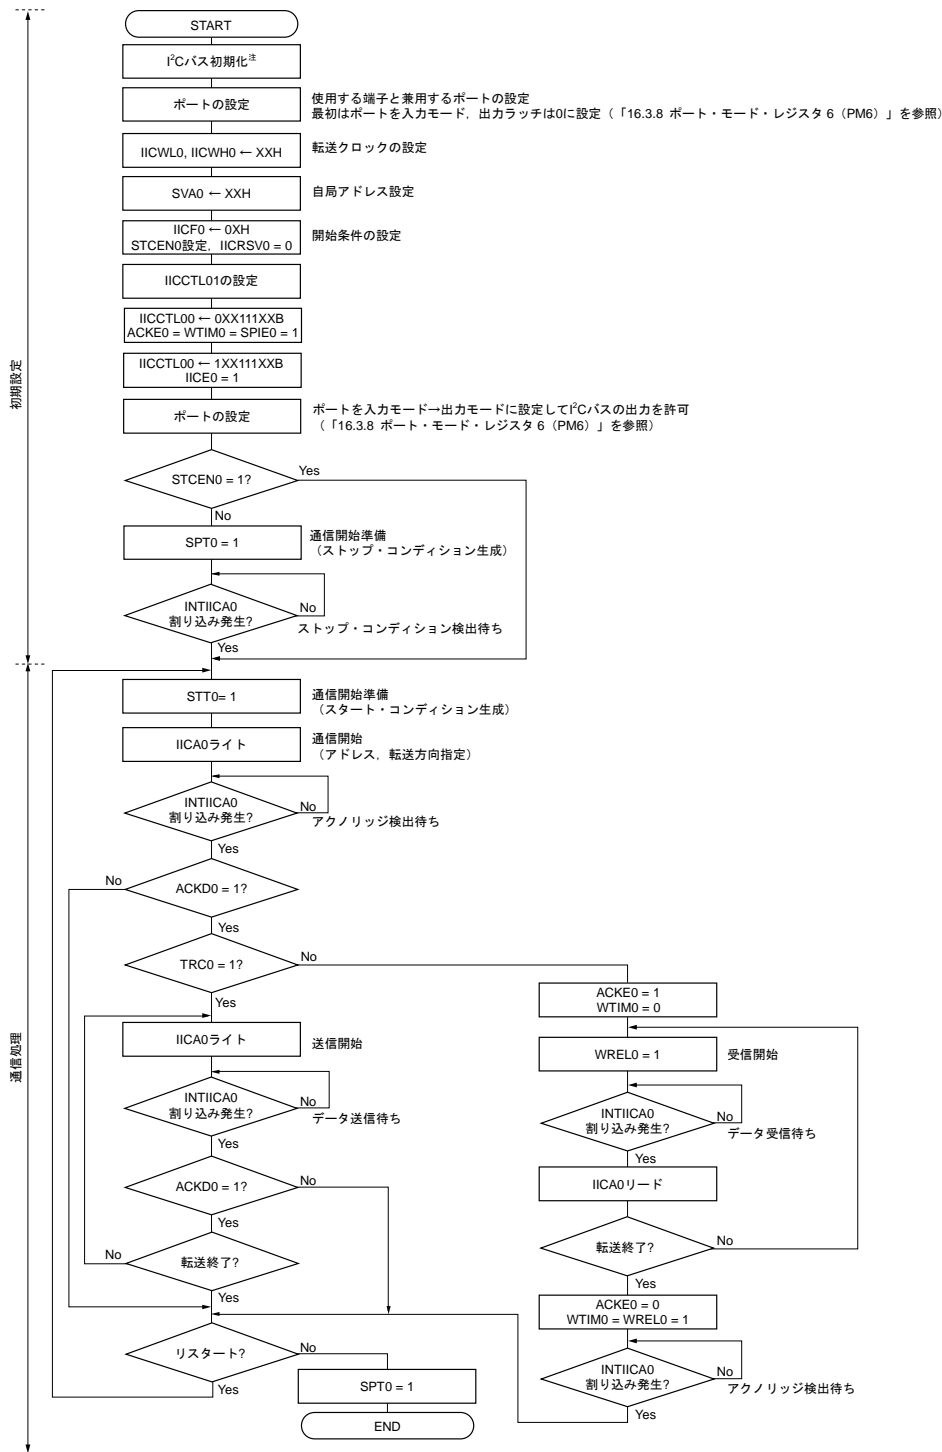 START
I²Cバス初期化注
ポートの設定
使用する端子と兼用するポートの設定
最初はポートを入力モード，出力ラッチは0に設定（「16.3.8 ポート・モード・レジスタ 6（PM6）」を参照）
IICWL0, IICWH0 ← XXH
転送クロックの設定
SVA0 ← XXH
自局アドレス設定
IICF0 ← 0XH
STCEN0設定，IICRSV0 = 0
開始条件の設定
IICCTL01の設定
IICCTL00 ← 0XX111XXB
ACKE0 = WTIM0 = SPIE0 = 1
IICCTL00 ← 1XX111XXB
IICE0 = 1
初期設定
ポートの設定
ポートを入力モード→出力モードに設定してI²Cバスの出力を許可
（「16.3.8 ポート・モード・レジスタ 6（PM6）」を参照）
STCEN0 = 1?
Yes
No
SPT0 = 1
通信開始準備
（ストップ・コンディション生成）
INTIICA0
割り込み発生?
No
ストップ・コンディション検出待ち
Yes
STT0= 1
通信開始準備
（スタート・コンディション生成）
IICA0ライト
通信開始
（アドレス，転送方向指定）
INTIICA0
割り込み発生?
No
アクノリッジ検出待ち
Yes
No
ACKD0 = 1?
Yes
TRC0 = 1?
No
Yes
ACKE0 = 1
WTIM0 = 0
通信処理
IICA0ライト
送信開始
WREL0 = 1
受信開始
INTIICA0
割り込み発生?
No
データ送信待ち
Yes
INTIICA0
割り込み発生?
No
データ受信待ち
Yes
ACKD0 = 1?
No
Yes
IICA0リード
No
転送終了?
Yes
転送終了?
No
Yes
ACKE0 = 0
WTIM0 = WREL0 = 1
リスタート?
No
Yes
INTIICA0
割り込み発生?
No
アクノリッジ検出待ち
Yes
SPT0 = 1
END